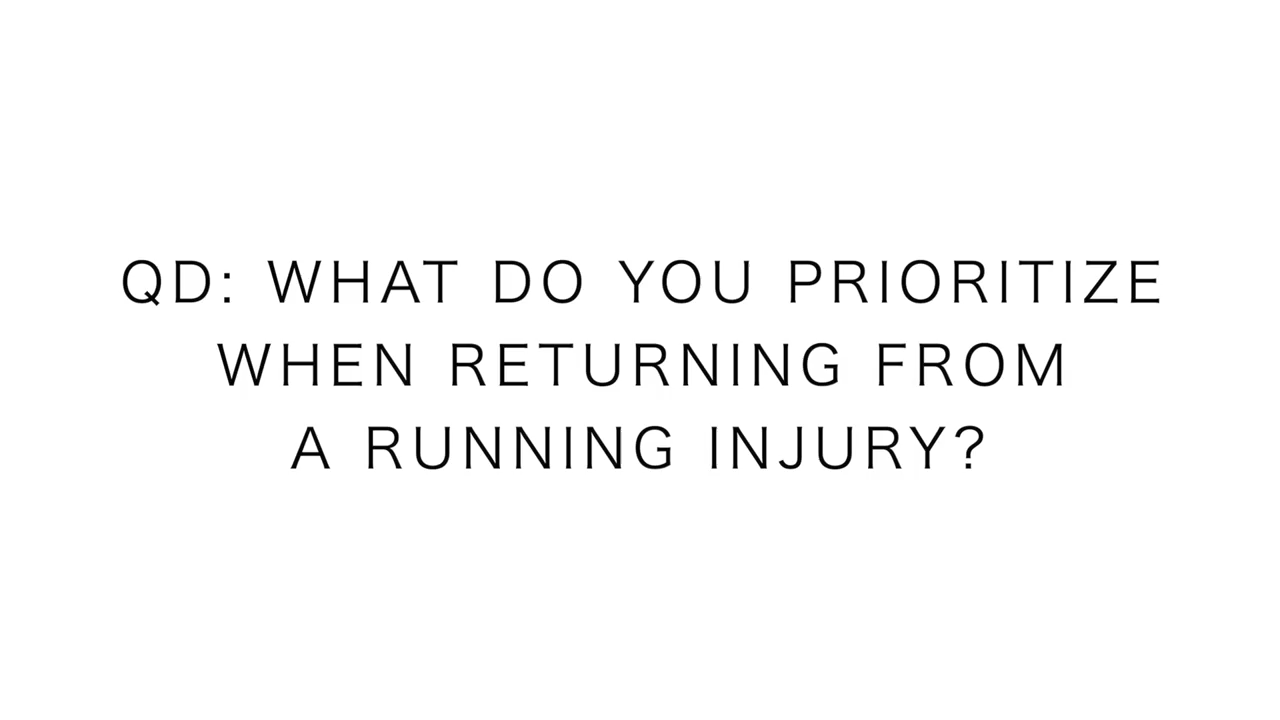 QD: WHAT DO YOU PRIORITIZE
WHEN RETURNING FROM
A RUNNING INJURY?